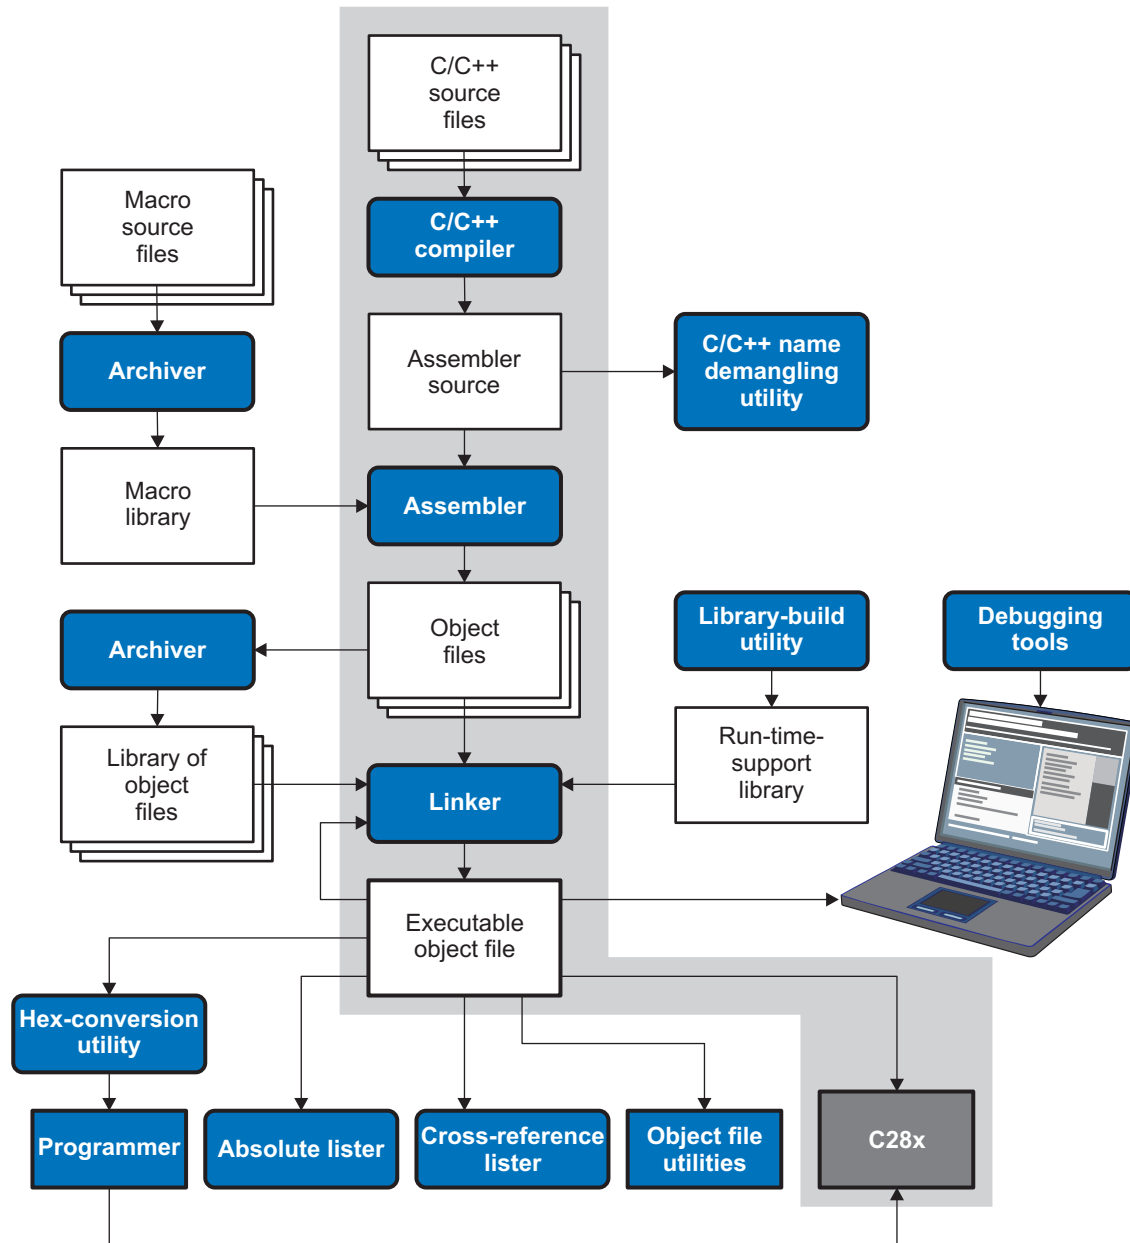 C/C++
source
files
Macro
source
files
C/C++
compiler
Archiver
Assembler
source
C/C++ name
demangling
utility
Macro
library
Assembler
Archiver
Object
files
Library-build
utility
Debugging
tools
Library of
object
files
Linker
Run-time-
support
library
Executable
object file
Hex-conversion
utility
Programmer
Absolute lister
Cross-reference
lister
Object file
utilities
C28x